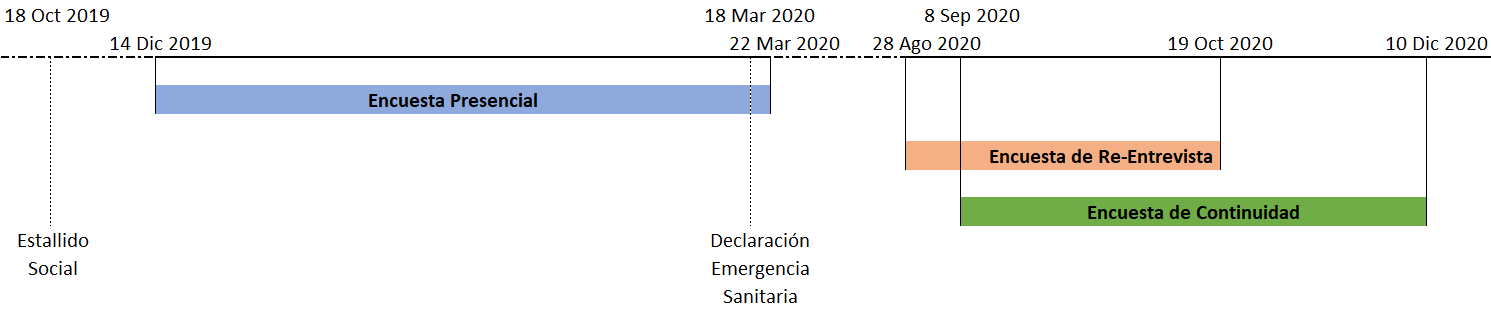 18 Oct 2019
18 Mar 2020
8 Sep 2020
14 Dic 2019
22 Mar 2020
28 Ago 2020
19 Oct 2020
10 Dic 2020
Encuesta Presencial
Encuesta de Re-Entrevista
Encuesta de Continuidad
Estallido
Social
Declaración
Emergencia
Sanitaria